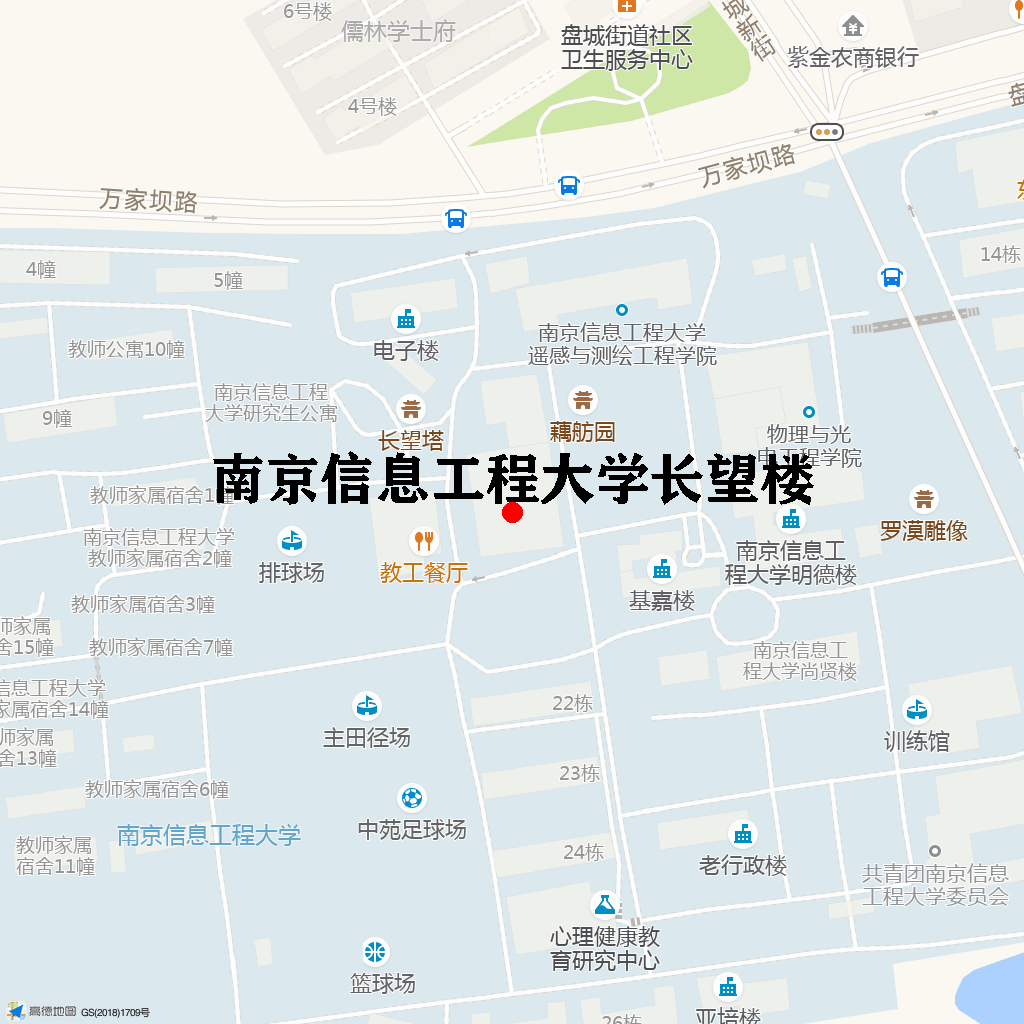 6号楼
儒林学士府
4号楼
盘城街道社区
卫生服务中心
城新街
紫金农商银行
万家坝路
万家坝路
4幢
5幢
14栋
电子楼
南京信息工程大学
遥感与测绘工程学院
教师公寓10幢
南京信息工程
大学研究生公寓
9幢
长望塔
藕舫园
物理与光
电工程学院
南京信息工程大学长望楼
教师家属宿舍1
南京信息工程大学
教师家属宿舍2幢
排球场
教工餐厅
罗漠雕像
南京信息工
程大学明德楼
基嘉楼
教师家属宿舍3幢
师家属
舍15幢
教师家属宿舍7幢
南京信息工
程大学尚贤楼
信息工程大学
家属宿舍14幢
主田径场
22栋
训练馆
师家属
舍13幢
23栋
教师家属宿舍6幢
中苑足球场
南京信息工程大学
教师家属
宿舍11幢
24栋
老行政楼
共青团南京信息
工程大学委员会
心理健康教
育研究中心
篮球场
亚培楼
26栋
高德地图 GS(2018)1709号